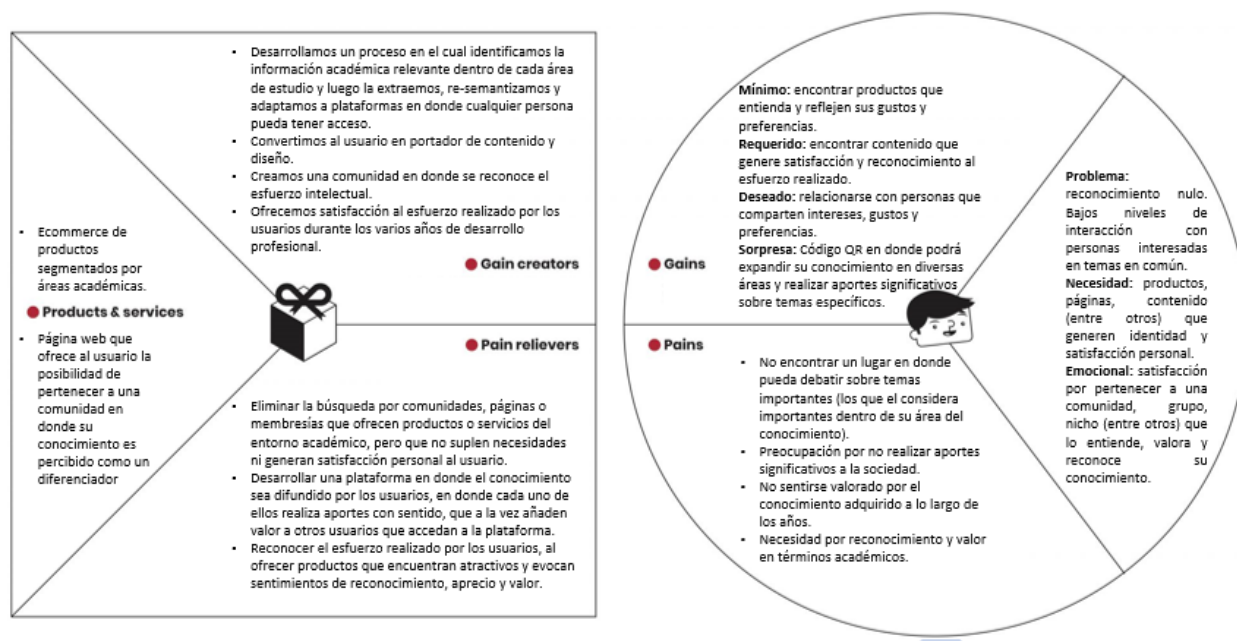 ▪ Desarrollamos un proceso en el cual identificamos la
información académica relevante dentro de cada área
de estudio y luego la extraemos, re-semantizamos y
adaptamos a plataformas en donde cualquier persona
pueda tener acceso.
▪ Convertimos al usuario en portador de contenido y
diseño.
▪ Creamos una comunidad en donde se reconoce el
esfuerzo intelectual.
▪ Ofrecemos satisfacción al esfuerzo realizado por los
usuarios durante los varios años de desarrollo
profesional.
Gain creators
▪ Ecommerce de
productos
segmentados por
áreas académicas.
Products & services
▪ Página web que
ofrece al usuario la
posibilidad de
pertenecer a una
comunidad en
donde su
conocimiento es
percibido como un
diferenciador
Pain relievers
▪ Eliminar la búsqueda por comunidades, páginas o
membresías que ofrecen productos o servicios del
entorno académico, pero que no suplen necesidades
ni generan satisfacción personal al usuario.
▪ Desarrollar una plataforma en donde el conocimiento
sea difundido por los usuarios, en donde cada uno de
ellos realiza aportes con sentido, que a la vez añaden
valor a otros usuarios que accedan a la plataforma.
▪ Reconocer el esfuerzo realizado por los usuarios, al
ofrecer productos que encuentran atractivos y evocan
sentimientos de reconocimiento, aprecio y valor.
Mínimo: encontrar productos que
entienda y reflejen sus gustos y
preferencias.
Requerido: encontrar contenido que
genere satisfacción y reconocimiento al
esfuerzo realizado.
Deseado: relacionarse con personas que
comparten intereses, gustos y
preferencias.
Sorpresa: Código QR en donde podrá
expandir su conocimiento en diversas
áreas y realizar aportes significativos
sobre temas específicos.
Gains
Pains
▪ No encontrar un lugar en donde
pueda debatir sobre temas
importantes (los que el considera
importantes dentro de su área del
conocimiento).
▪ Preocupación por no realizar aportes
significativos a la sociedad.
▪ No sentirse valorado por el
conocimiento adquirido a lo largo de
los años.
▪ Necesidad por reconocimiento y valor
en términos académicos.
Problema:
reconocimiento nulo.
Bajos niveles de
interacción con
personas interesadas
en temas en común.
Necesidad: productos,
páginas, contenido
(entre otros) que
generen identidad y
satisfacción personal.
Emocional: satisfacción
por pertenecer a una
comunidad, grupo,
nicho (entre otros) que
lo entiende, valora y
reconoce su
conocimiento.